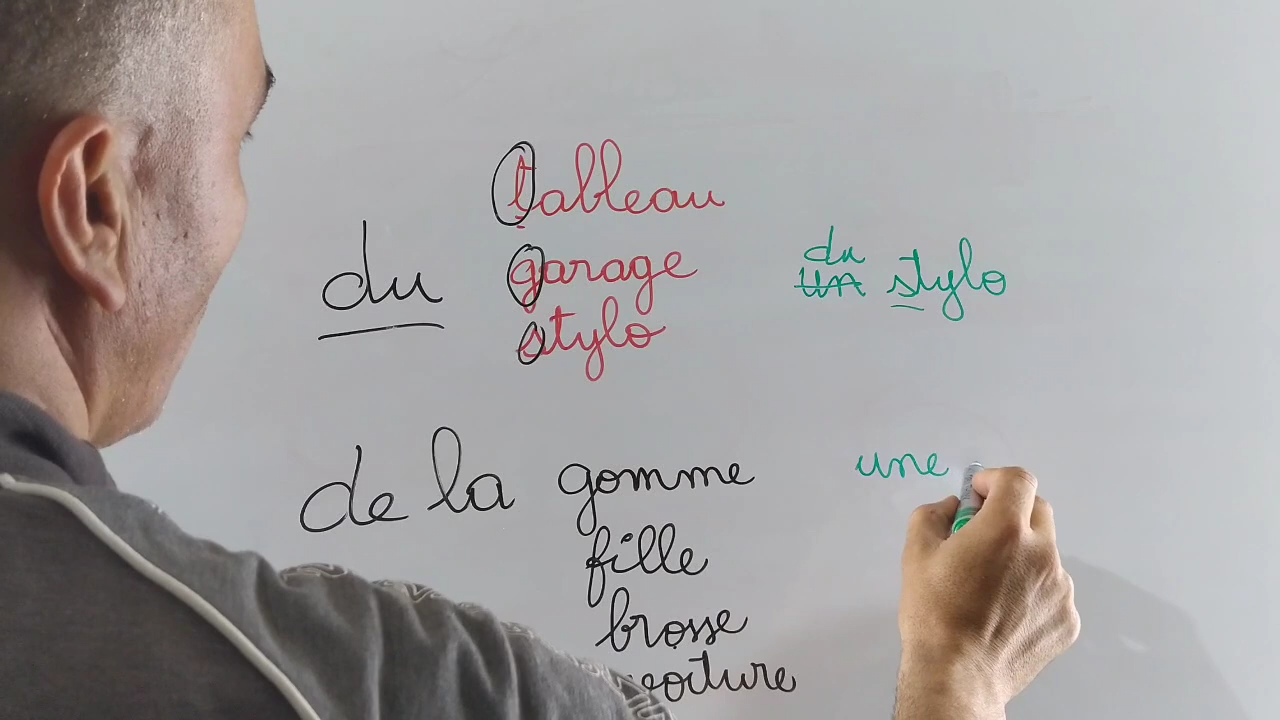 tableau
du garage
stylo
du
un stylo
de la gomme
fille
brosse
voiture
une